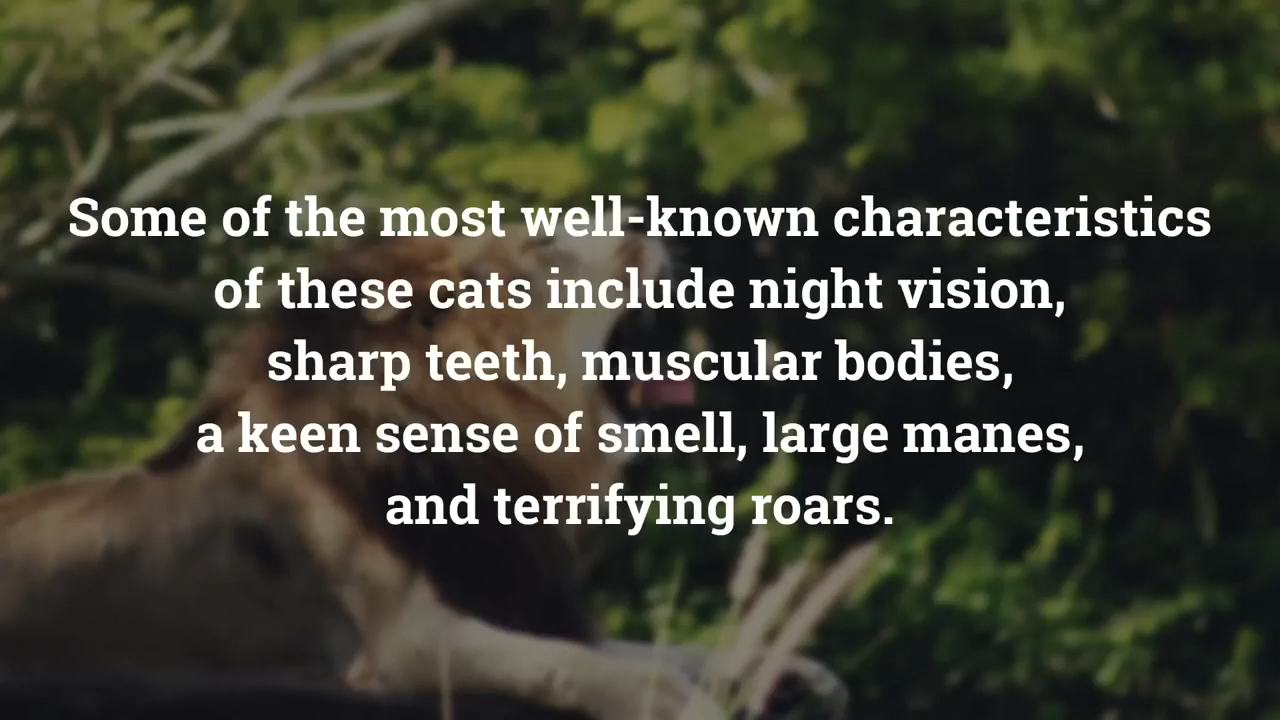 Some of the most well-known characteristics
of these cats include night vision,
sharp teeth, muscular bodies,
a keen sense of smell, large manes,
and terrifying roars.